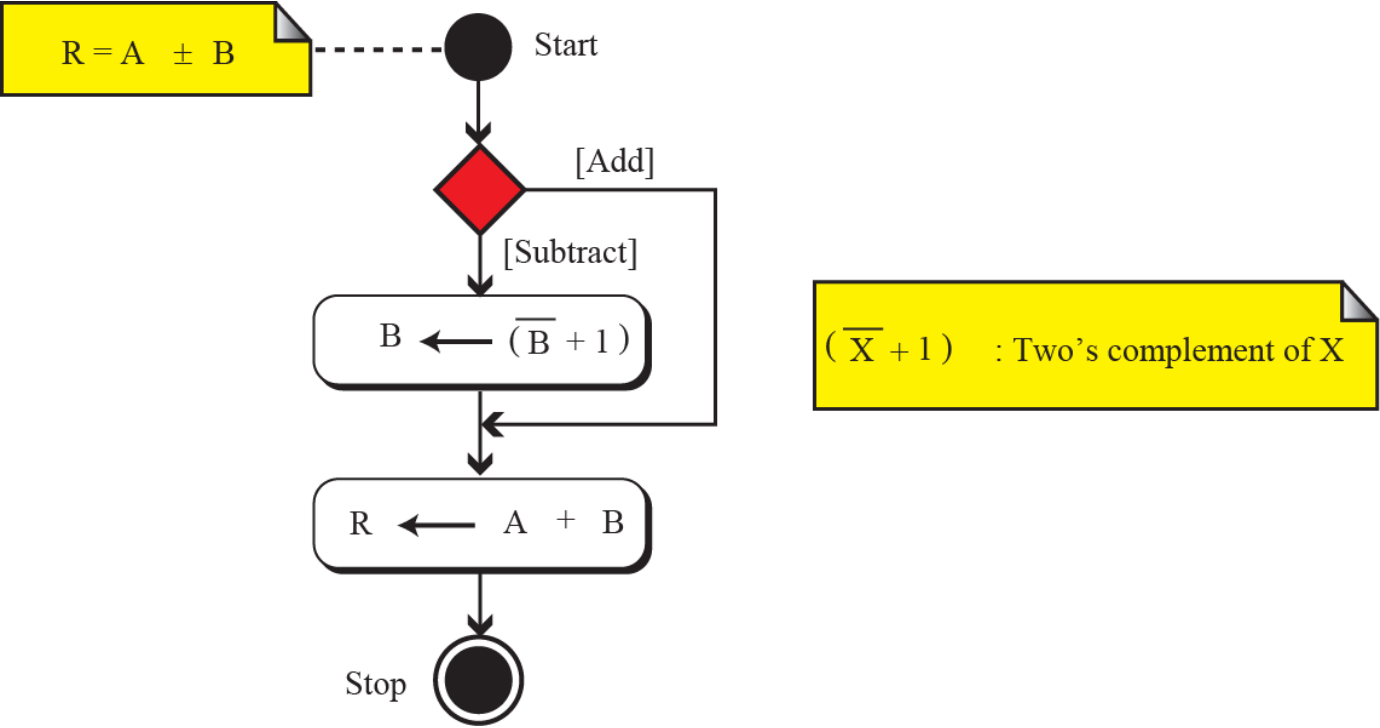 R = A ± B
Start
[Add]
[Subtract]
B ← (B̅ + 1)
(X̅ + 1) : Two’s complement of X
R ← A + B
Stop